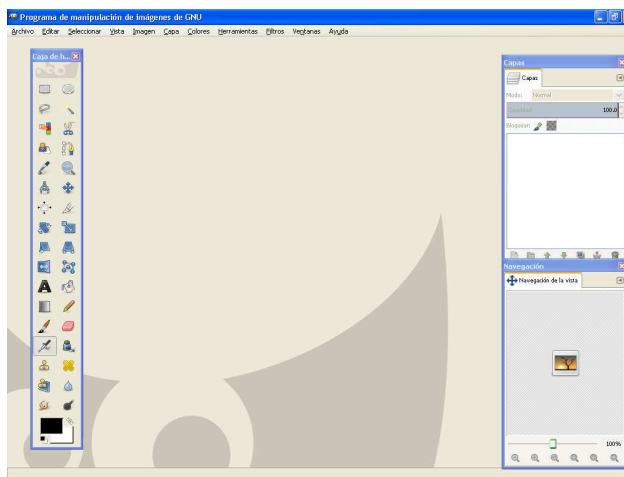 Programa de manipulación de imágenes de GNU
Archivo Editar Seleccionar Vista Imagen Capa Colores Herramientas Filtros Ventanas Ayuda
Caja de h...
Capas
Capas
Modo: Normal
100.0
Bloquear:
Navegación
Navegación de la vista
100%